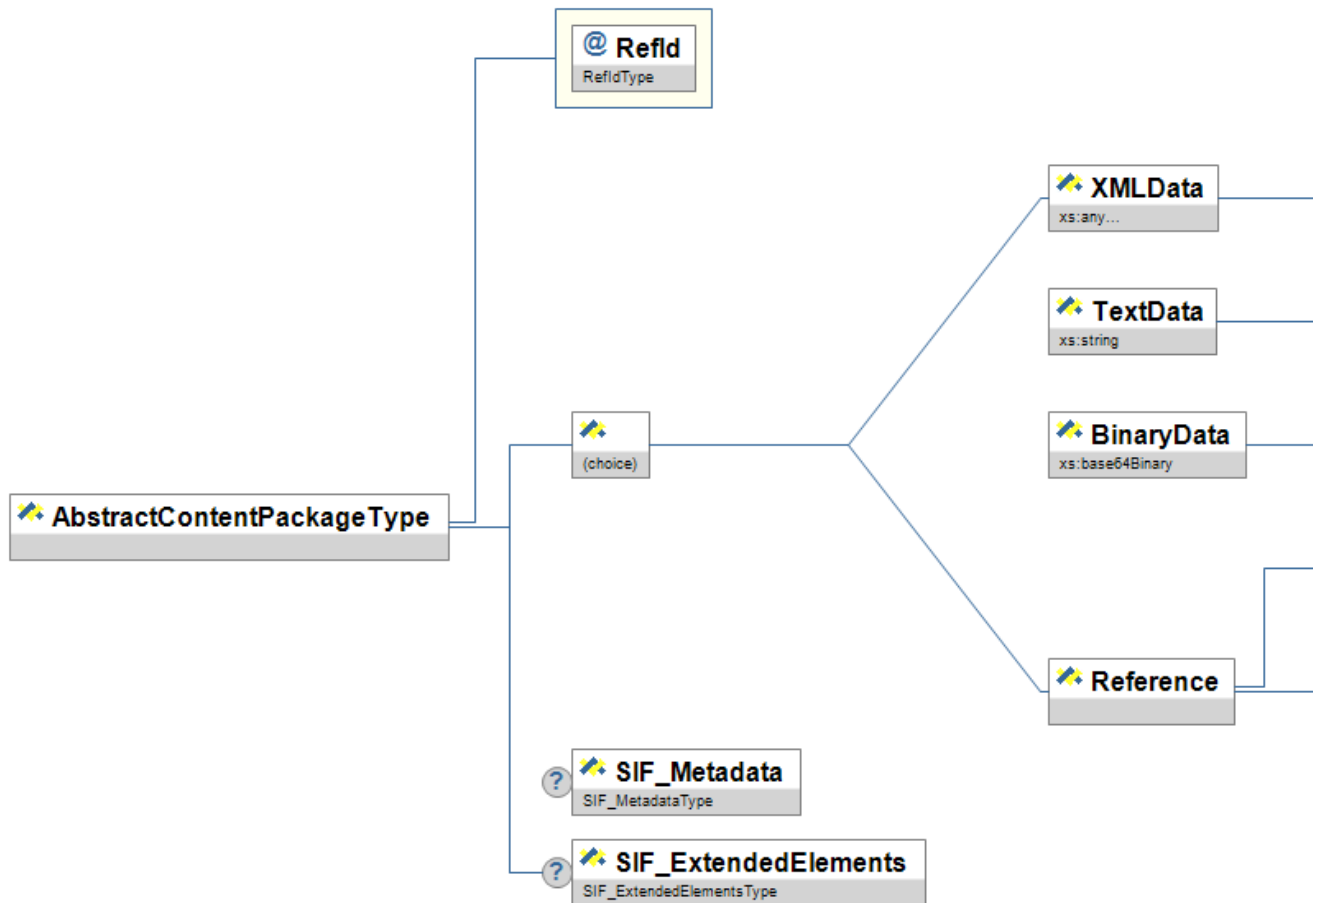 @ RefId
RefIdType
XMLData
xs:any...
TextData
xs:string
(choice)
BinaryData
xs:base64Binary
AbstractContentPackageType
Reference
? SIF_Metadata
SIF_MetadataType
? SIF_ExtendedElements
SIF_ExtendedElementsType